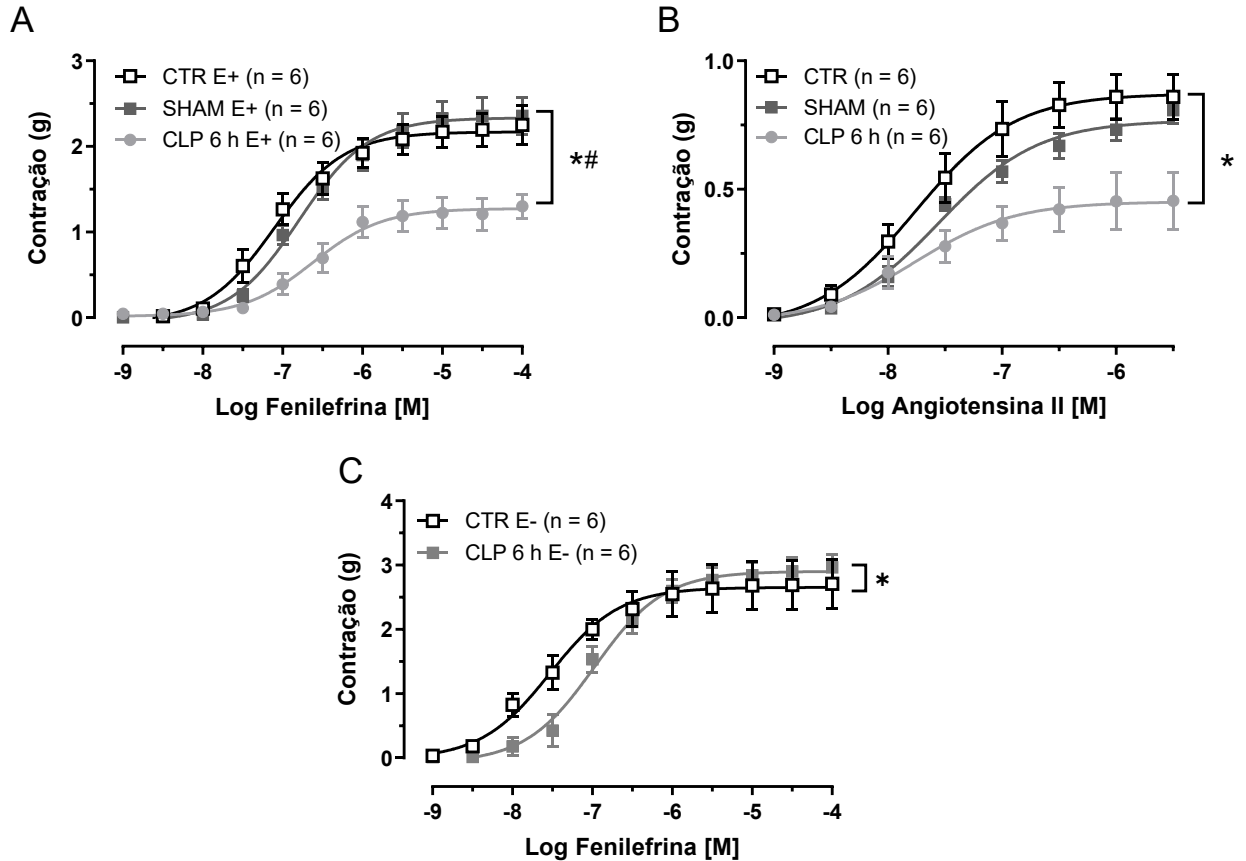 A
Contração (g)
3
2
1
0
CTR E+ (n = 6)
SHAM E+ (n = 6)
CLP 6 h E+ (n = 6)
*#
-9 -8 -7 -6 -5 -4
Log Fenilefrina [M]
B
Contração (g)
1.0
0.5
0.0
CTR (n = 6)
SHAM (n = 6)
CLP 6 h (n = 6)
*
-9 -8 -7 -6
Log Angiotensina II [M]
C
Contração (g)
4
3
2
1
0
CTR E- (n = 6)
CLP 6 h E- (n = 6)
*
-9 -8 -7 -6 -5 -4
Log Fenilefrina [M]